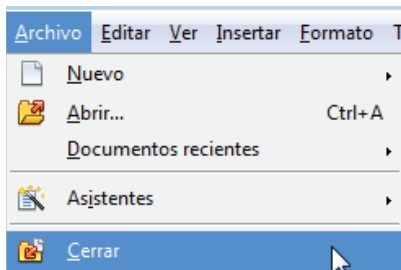 Archivo Editar Ver Insertar Formato T
Nuevo
Abrir... Ctrl+A
Documentos recientes
Asistentes
Cerrar